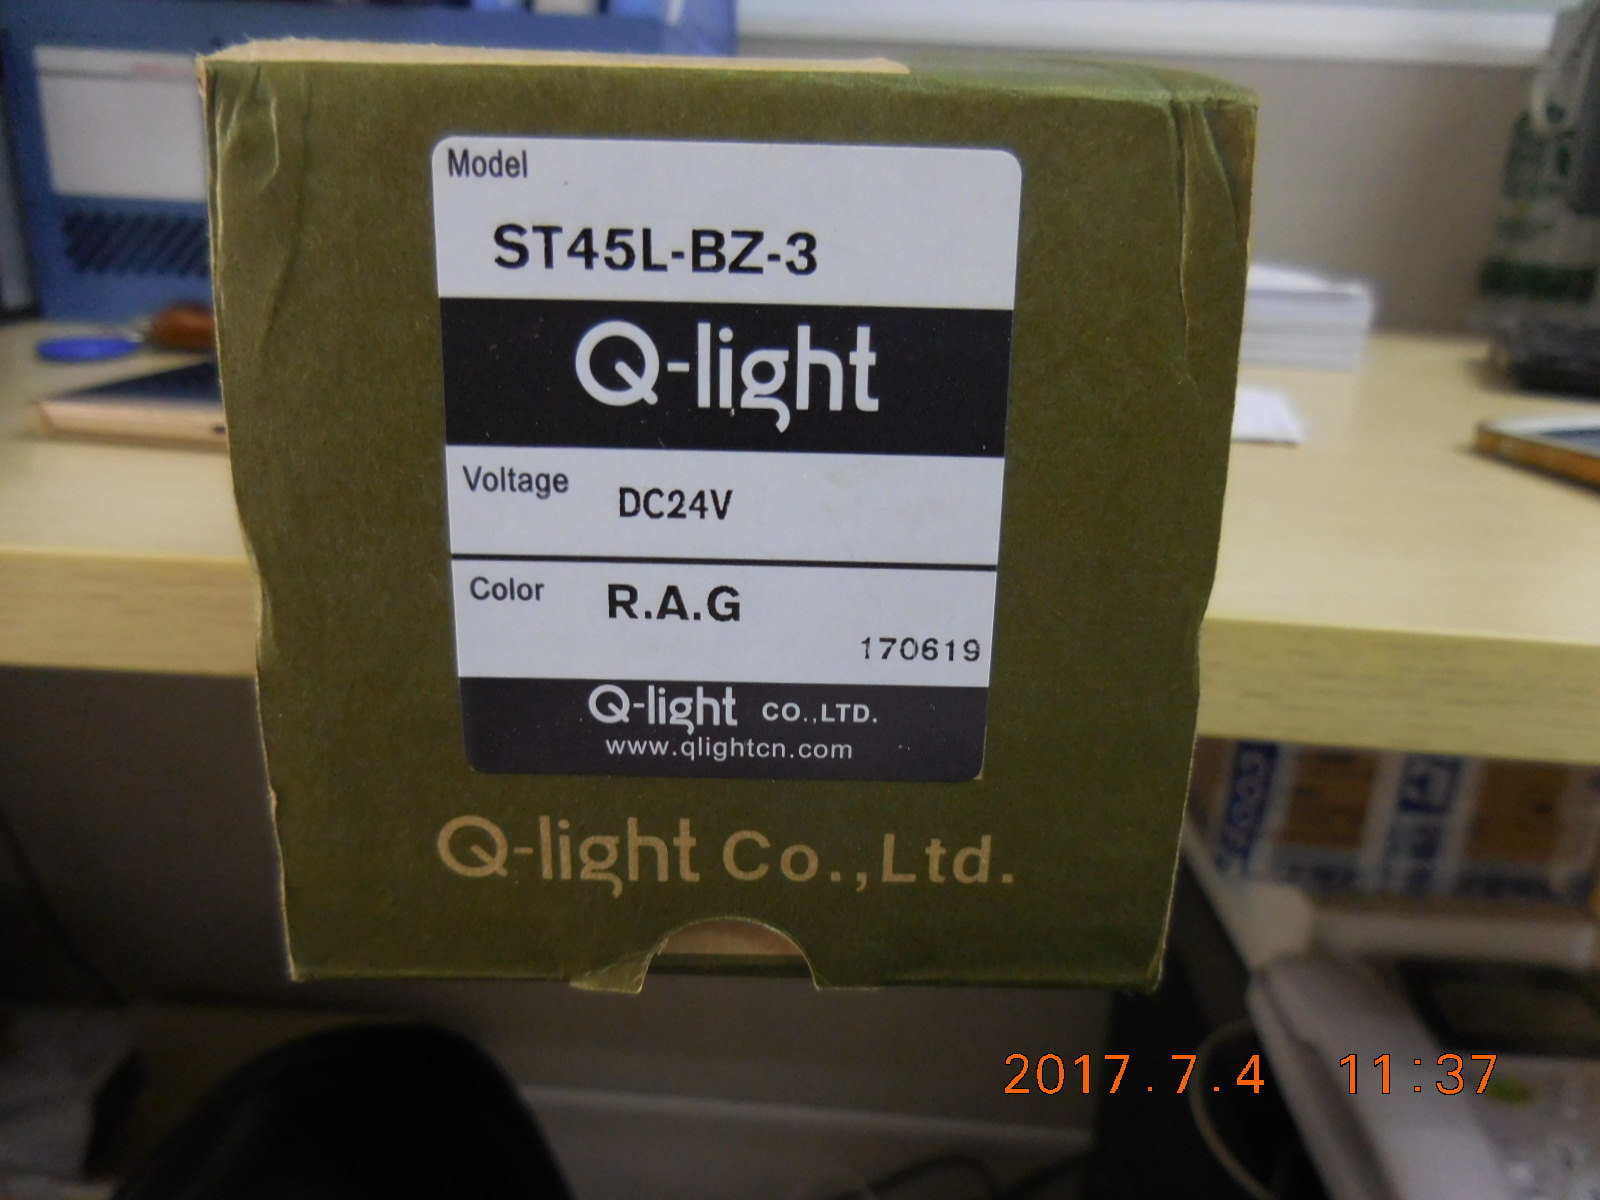 Model
ST45L-BZ-3
Q-light
Voltage DC24V
Color R.A.G
170619
Q-light CO.,LTD.
www.qlightcn.com
Q-light Co.,Ltd.
2017.7.4 11:37